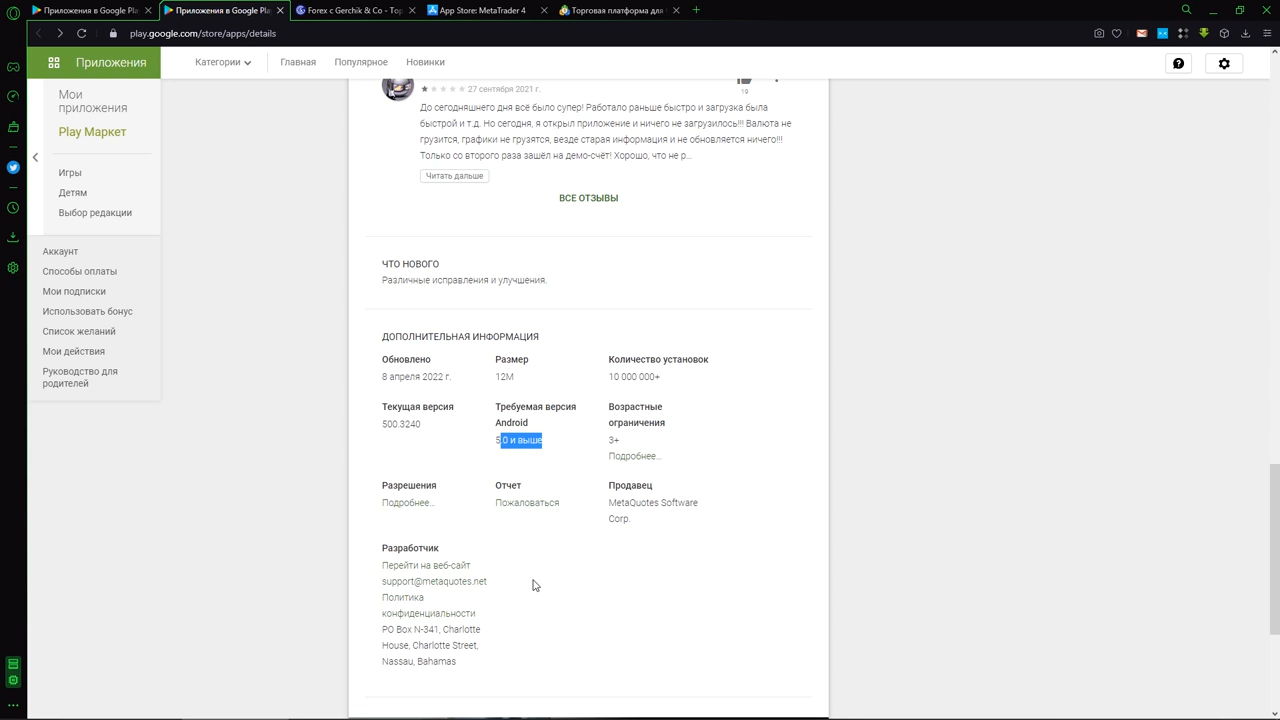 Приложения в Google Pla
Приложения в Google Pla
Forex с Gerchik & Co - Тор
App Store: MetaTrader 4
Торговая платформа для
play.google.com/store/apps/details
Приложения
Категории
Главная
Популярное
Новинки
Мои
приложения
Play Маркет
Игры
Детям
Выбор редакции
Аккаунт
Способы оплаты
Мои подписки
Использовать бонус
Список желаний
Мои действия
Руководство для
родителей
27 сентября 2021 г.
19
До сегодняшнего дня всё было супер! Работало раньше быстро и загрузка была
быстрой и т.д. Но сегодня, я открыл приложение и ничего не загрузилось!!! Валюта не
грузится, графики не грузятся, везде старая информация и не обновляется ничего!!!
Только со второго раза зашёл на демо-счёт! Хорошо, что не р...
Читать дальше
ВСЕ ОТЗЫВЫ
ЧТО НОВОГО
Различные исправления и улучшения.
ДОПОЛНИТЕЛЬНАЯ ИНФОРМАЦИЯ
Обновлено
8 апреля 2022 г.
Размер
12M
Количество установок
10 000 000+
Текущая версия
500.3240
Требуемая версия
Android
5.0 и выше
Возрастные
ограничения
3+
Подробнее...
Разрешения
Подробнее...
Отчет
Пожаловаться
Продавец
MetaQuotes Software
Corp.
Разработчик
Перейти на веб-сайт
support@metaquotes.net
Политика
конфиденциальности
PO Box N-341, Charlotte
House, Charlotte Street,
Nassau, Bahamas